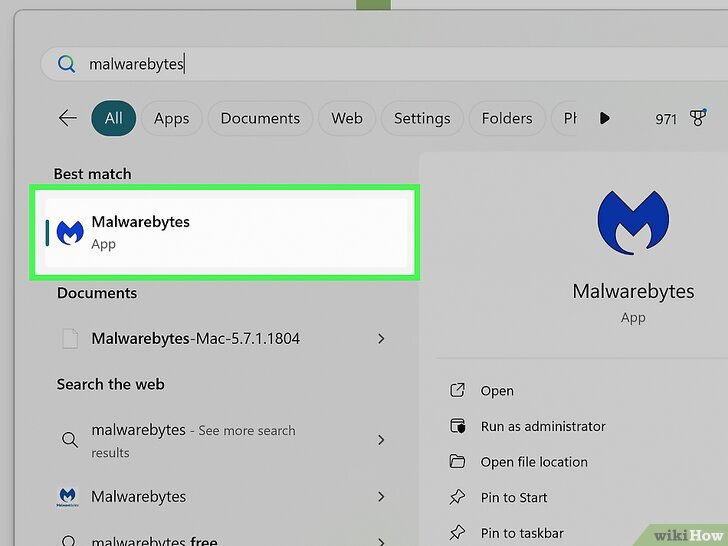 malwarebytes
All
Apps
Documents
Web
Settings
Folders
971
Best match
Malwarebytes
App
Documents
Malwarebytes-Mac-5.7.1.1804
Search the web
malwarebytes - See more search
results
Malwarebytes
malwarebytes free
Malwarebytes
App
Open
Run as administrator
Open file location
Pin to Start
Pin to taskbar
wikiHow